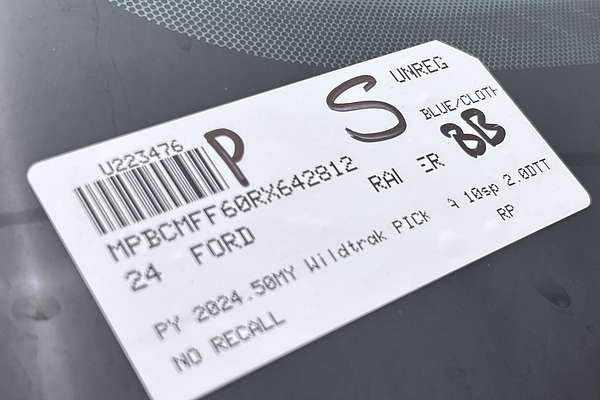 U223476 P S UNREG
BLUE/CLOTH
MPBCMFF60RX642812 BB
24 FORD RA ER
PY 2024.50MY Wildtrak PICK A 10sp 2.0DTT
NO RECALL RP